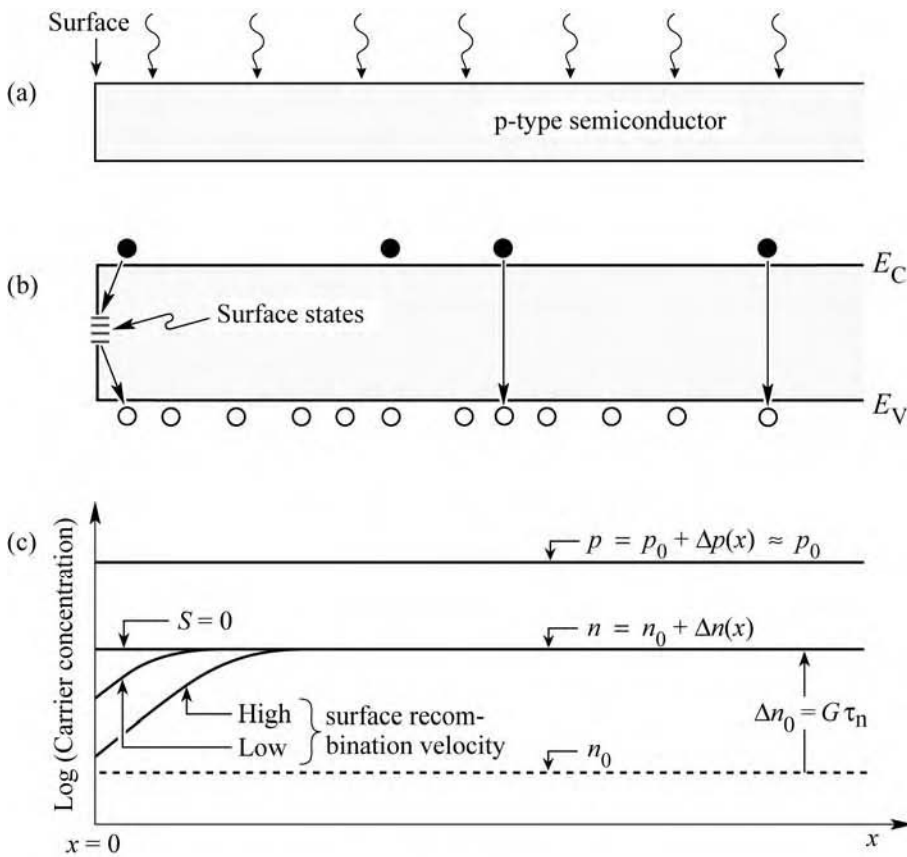 Surface
(a)
p-type semiconductor
(b)
E_C
Surface states
E_V
(c)
Log (Carrier concentration)
p = p_0 + Δp(x) ≈ p_0
S = 0
n = n_0 + Δn(x)
High
Low
surface recom-
bination velocity
Δn_0 = G τ_n
n_0
x = 0
x